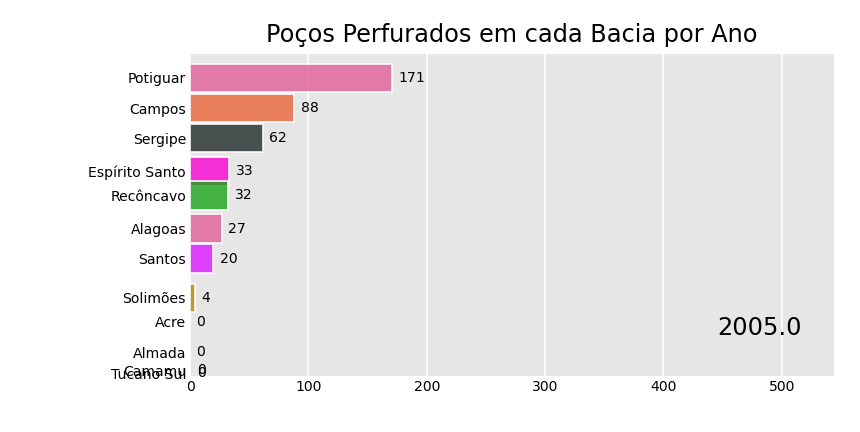 Poços Perfurados em cada Bacia por Ano
Potiguar 171
Campos 88
Sergipe 62
Espírito Santo 33
Recôncavo 32
Alagoas 27
Santos 20
Solimões 4
Acre 0
2005.0
Almada 0
Camamu 0
Tucano Sul 0
0 100 200 300 400 500